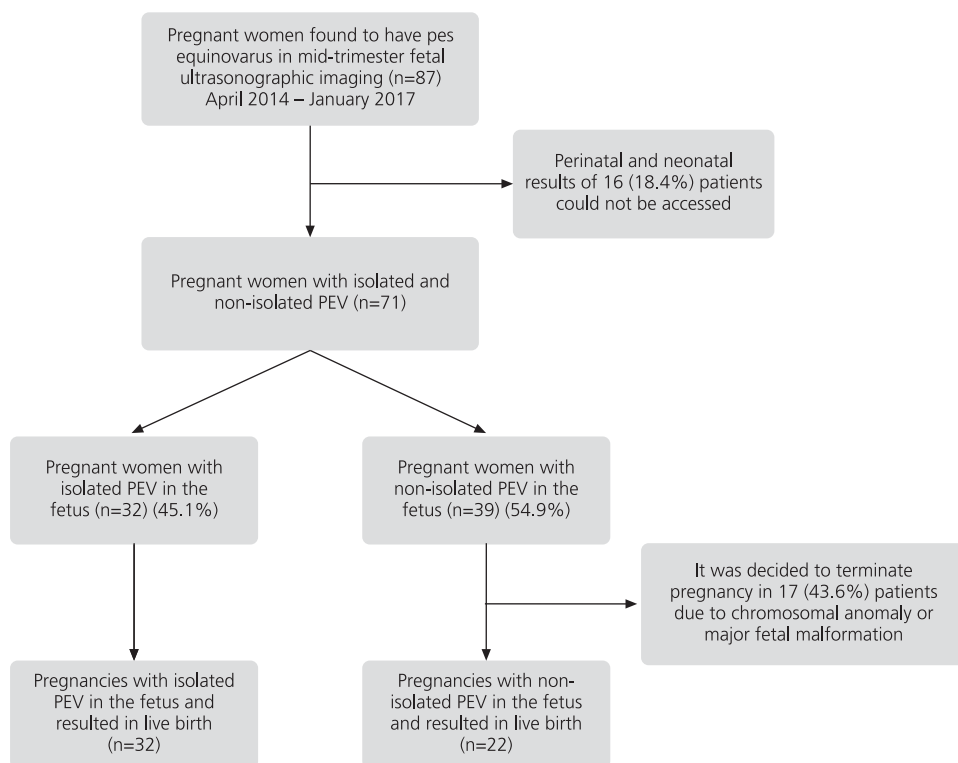 Pregnant women found to have pes
equinovarus in mid-trimester fetal
ultrasonographic imaging (n=87)
April 2014 – January 2017
Perinatal and neonatal
results of 16 (18.4%) patients
could not be accessed
Pregnant women with isolated and
non-isolated PEV (n=71)
Pregnant women with
isolated PEV in the
fetus (n=32) (45.1%)
Pregnant women with
non-isolated PEV in the
fetus (n=39) (54.9%)
It was decided to terminate
pregnancy in 17 (43.6%) patients
due to chromosomal anomaly or
major fetal malformation
Pregnancies with isolated
PEV in the fetus and
resulted in live birth
(n=32)
Pregnancies with non-
isolated PEV in the fetus
and resulted in live birth
(n=22)